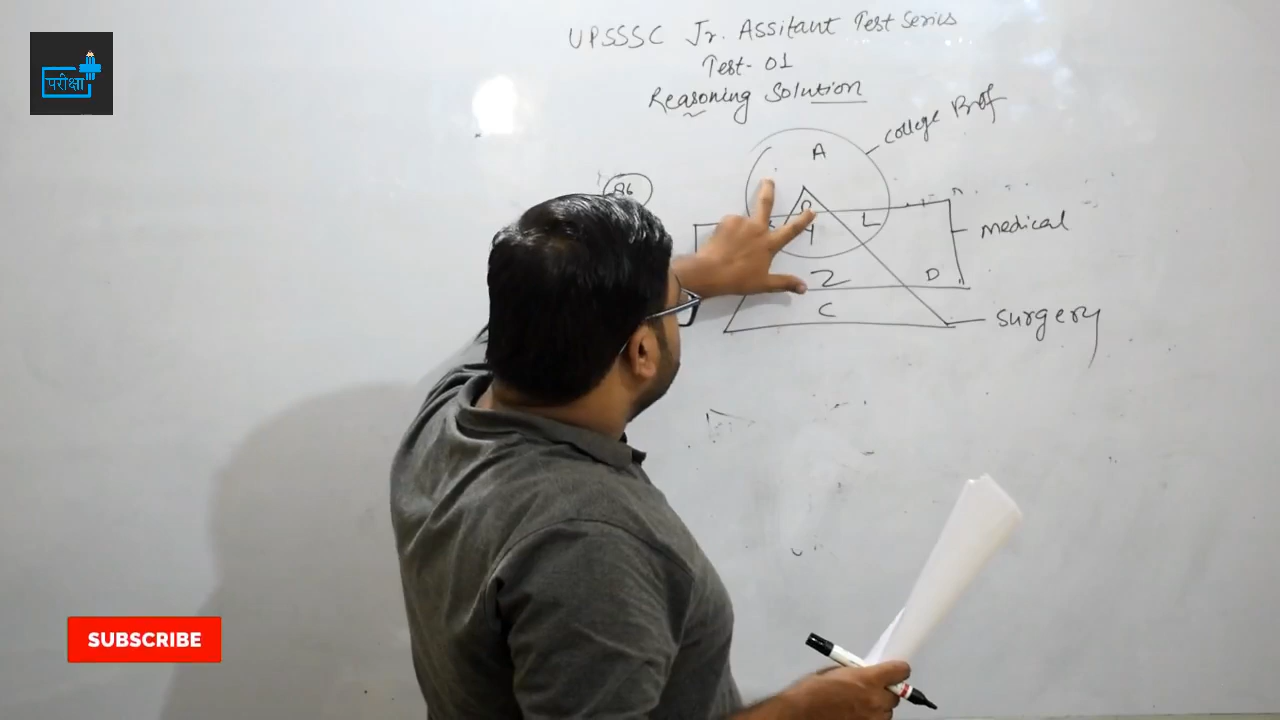 परीक्षा
UPSSSC Jr. Assitant Test Series
Test-01
Reasoning Solution
College Prof
A
86
L
medical
Z
D
C
surgery
SUBSCRIBE